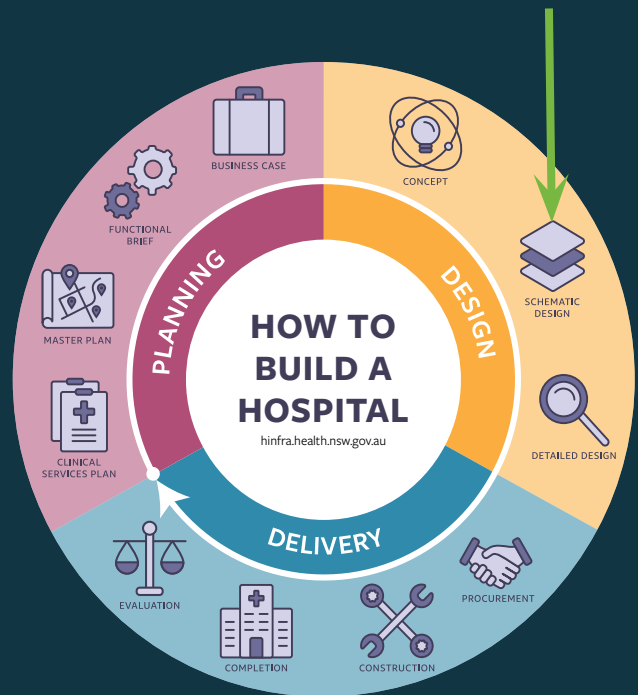 BUSINESS CASE
CONCEPT
FUNCTIONAL
BRIEF
PLANNING
DESIGN
SCHEMATIC
DESIGN
MASTER PLAN
HOW TO
BUILD A
HOSPITAL
hinfra.health.nsw.gov.au
CLINICAL
SERVICES PLAN
DETAILED DESIGN
DELIVERY
EVALUATION
PROCUREMENT
COMPLETION
CONSTRUCTION